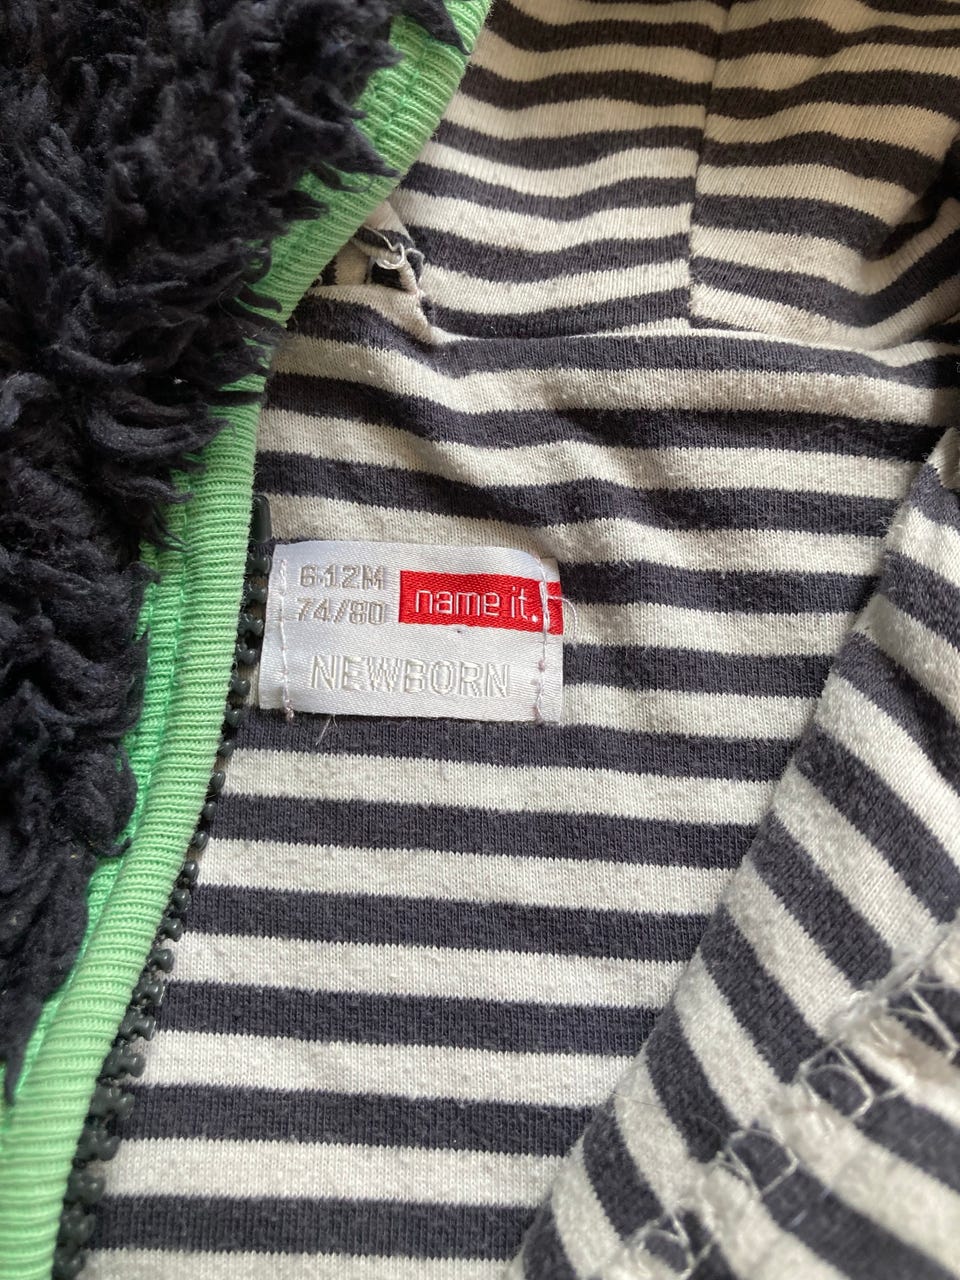 6-12M
74/80
name it.
NEWBORN